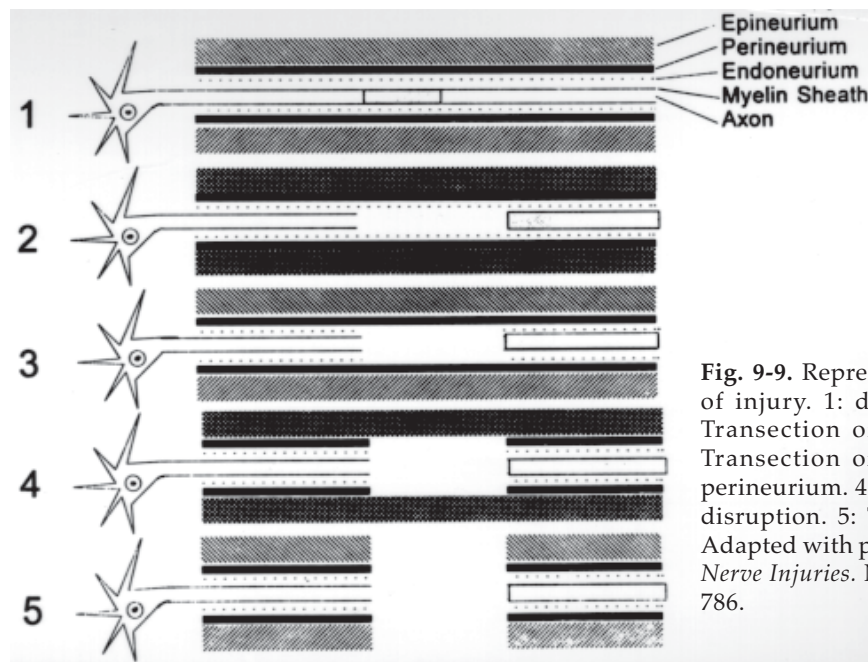 Epineurium
Perineurium
Endoneurium
Myelin Sheath
Axon
1
2
3
4
5
Fig. 9-9. Repre
of injury. 1: d
Transection o
Transection o
perineurium. 4
disruption. 5:
Adapted with p
Nerve Injuries.
786.